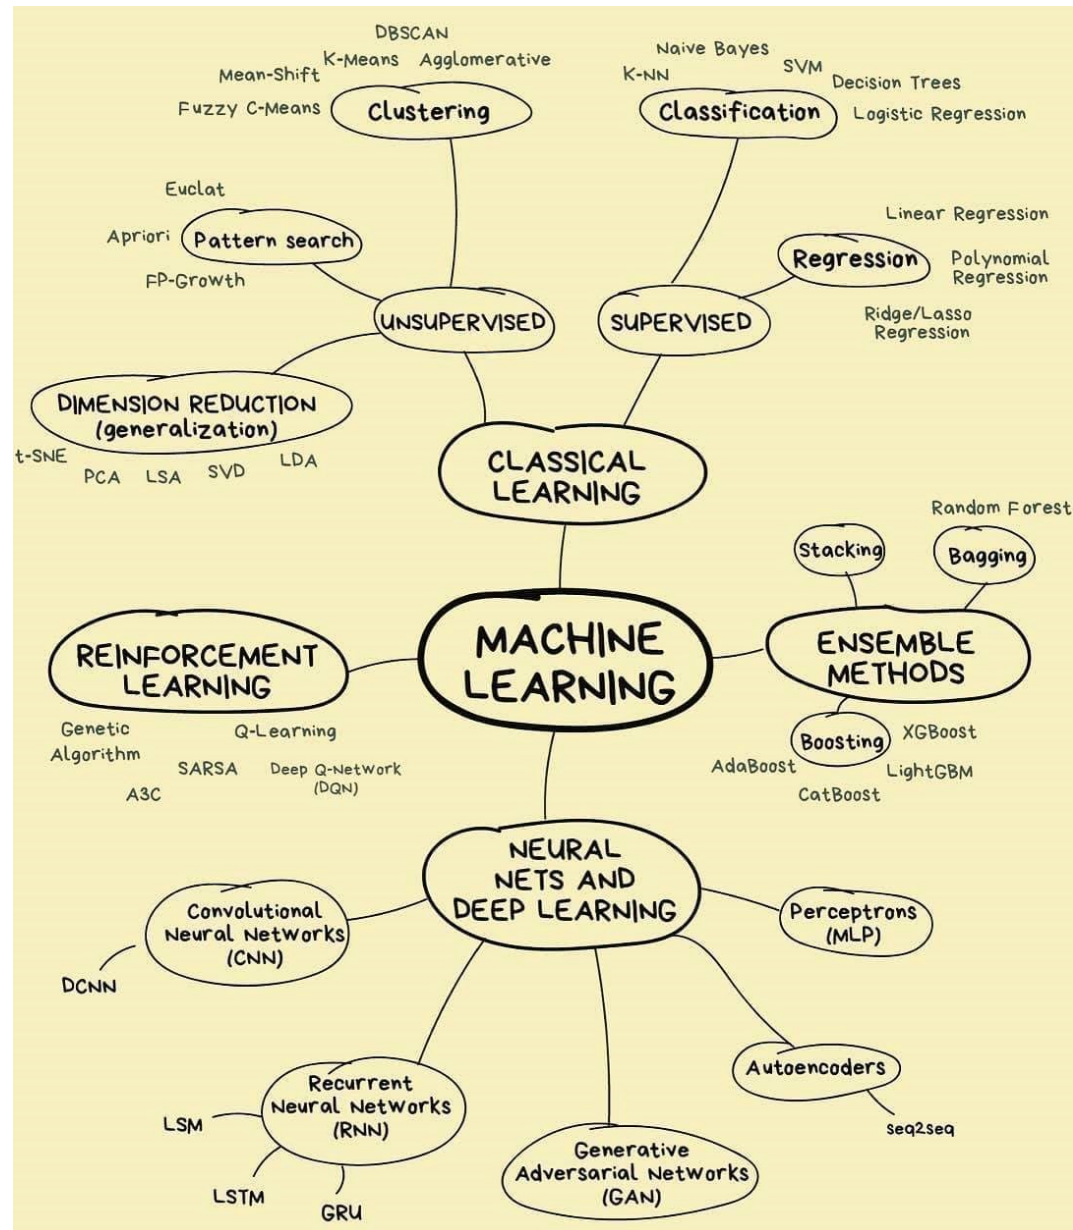 DBSCAN
K-Means
Agglomerative
Mean-Shift
Fuzzy C-Means
Clustering
Naive Bayes
K-NN
SVM
Decision Trees
Classification
Logistic Regression
Euclat
Apriori
Pattern search
FP-Growth
Linear Regression
Regression
Polynomial
Regression
Ridge/Lasso
Regression
UNSUPERVISED
SUPERVISED
DIMENSION REDUCTION
(generalization)
t-SNE
PCA
LSA
SVD
LDA
CLASSICAL
LEARNING
Random Forest
Stacking
Bagging
MACHINE
LEARNING
REINFORCEMENT
LEARNING
Genetic
Algorithm
Q-Learning
SARSA
Deep Q-Network
(DQN)
A3C
ENSEMBLE
METHODS
Boosting
XGBoost
AdaBoost
LightGBM
CatBoost
NEURAL
NETS AND
DEEP LEARNING
Convolutional
Neural Networks
(CNN)
DCNN
Perceptrons
(MLP)
Autoencoders
seq2seq
Recurrent
Neural Networks
(RNN)
LSM
LSTM
GRU
Generative
Adversarial Networks
(GAN)